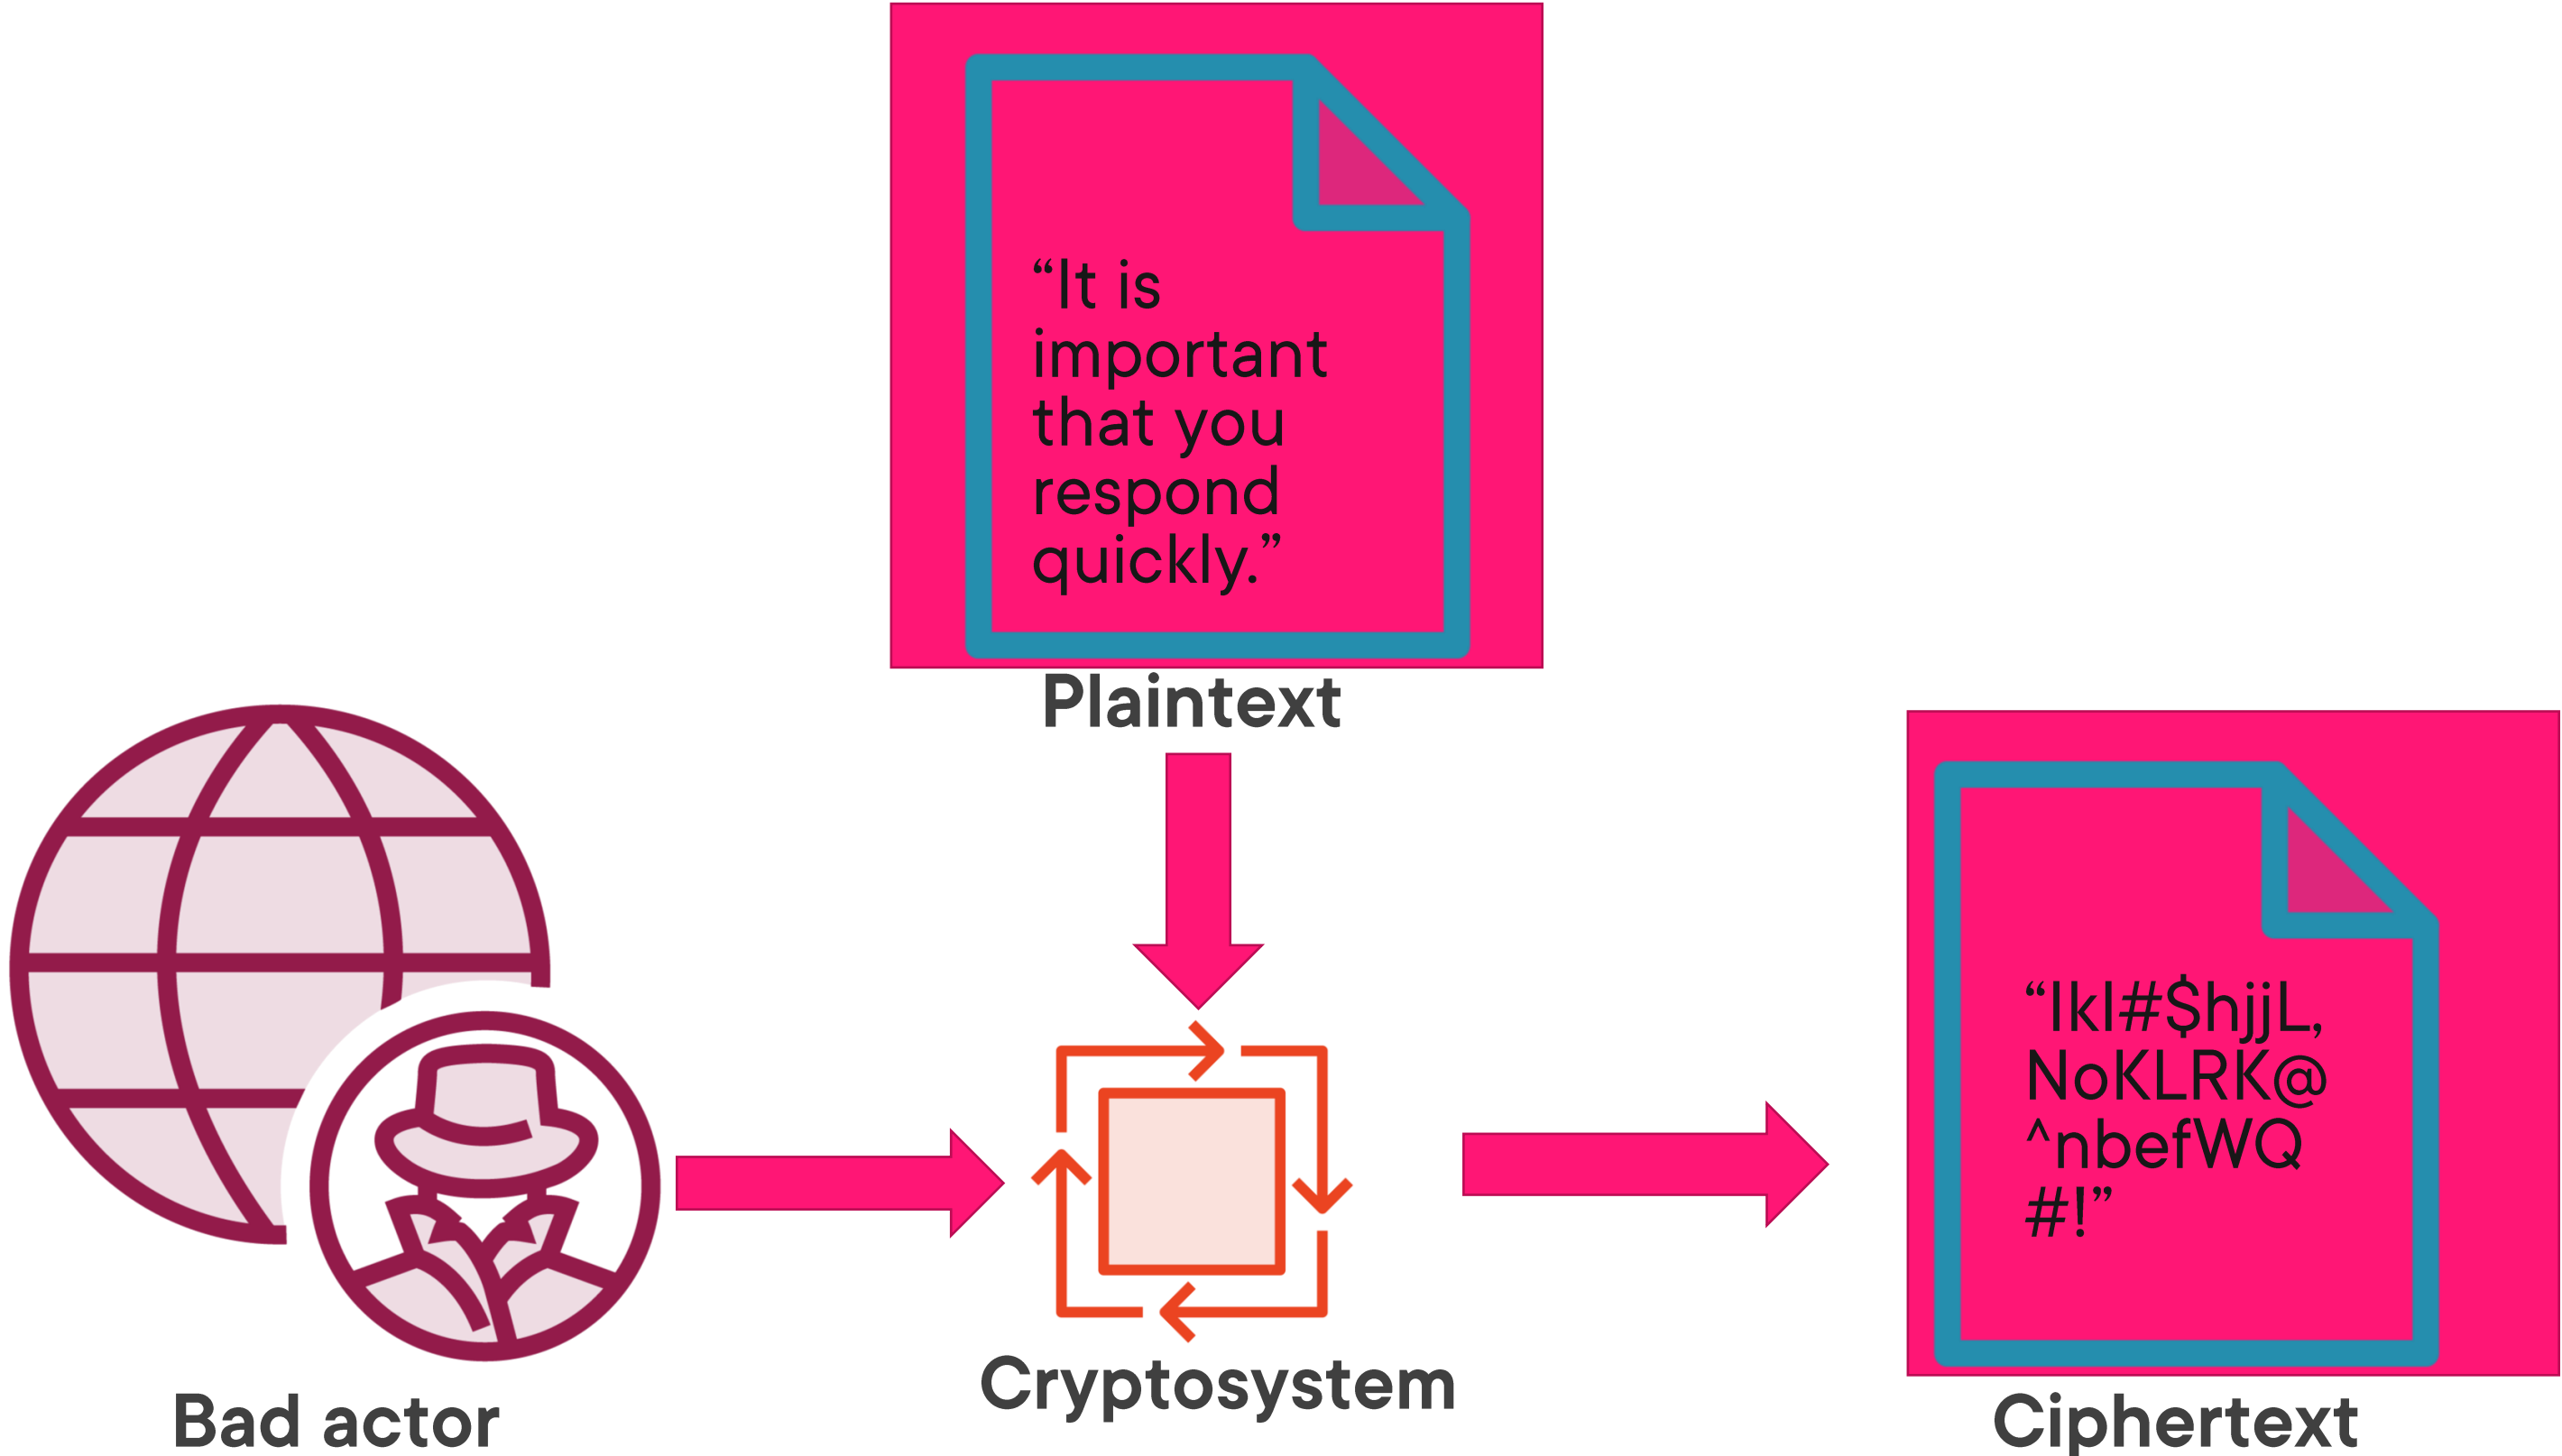 “It is
important
that you
respond
quickly.”
Plaintext
Bad actor
Cryptosystem
“Ikl#$hjjL,
NoKLRK@
^nbefWQ
#!”
Ciphertext